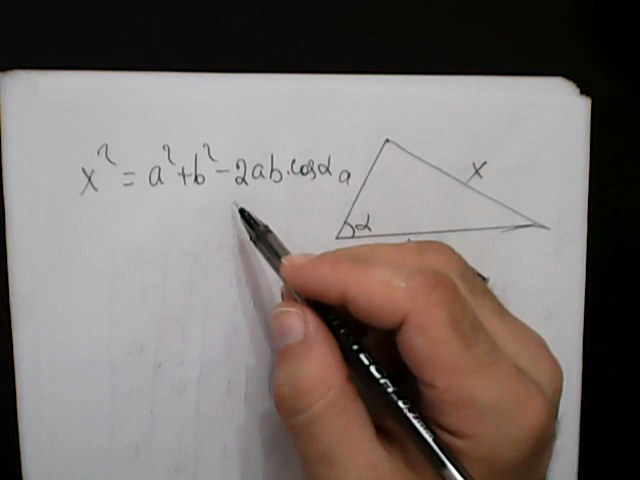 x² = a² + b² - 2ab·cosα
a
x
α